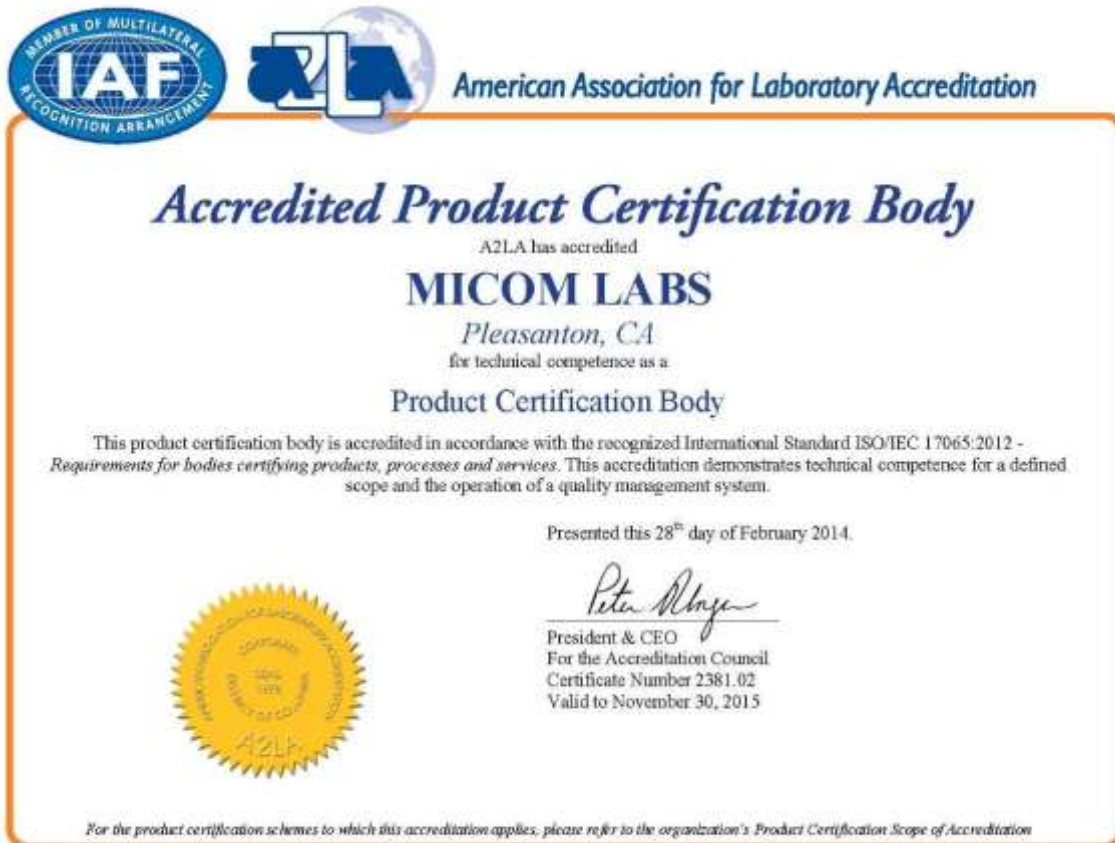 MEMBER OF MULTILATERAL
IAF
RECOGNITION ARRANGEMENT
a2La
American Association for Laboratory Accreditation
Accredited Product Certification Body
A2LA has accredited
MICOM LABS
Pleasanton, CA
for technical competence as a
Product Certification Body
This product certification body is accredited in accordance with the recognized International Standard ISO/IEC 17065:2012 -
Requirements for bodies certifying products, processes and services. This accreditation demonstrates technical competence for a defined
scope and the operation of a quality management system.
Presented this 28th day of February 2014.
President & CEO
For the Accreditation Council
Certificate Number 2381.02
Valid to November 30, 2015
A2LA
For the product certification schemes to which this accreditation applies, please refer to the organization's Product Certification Scope of Accreditation